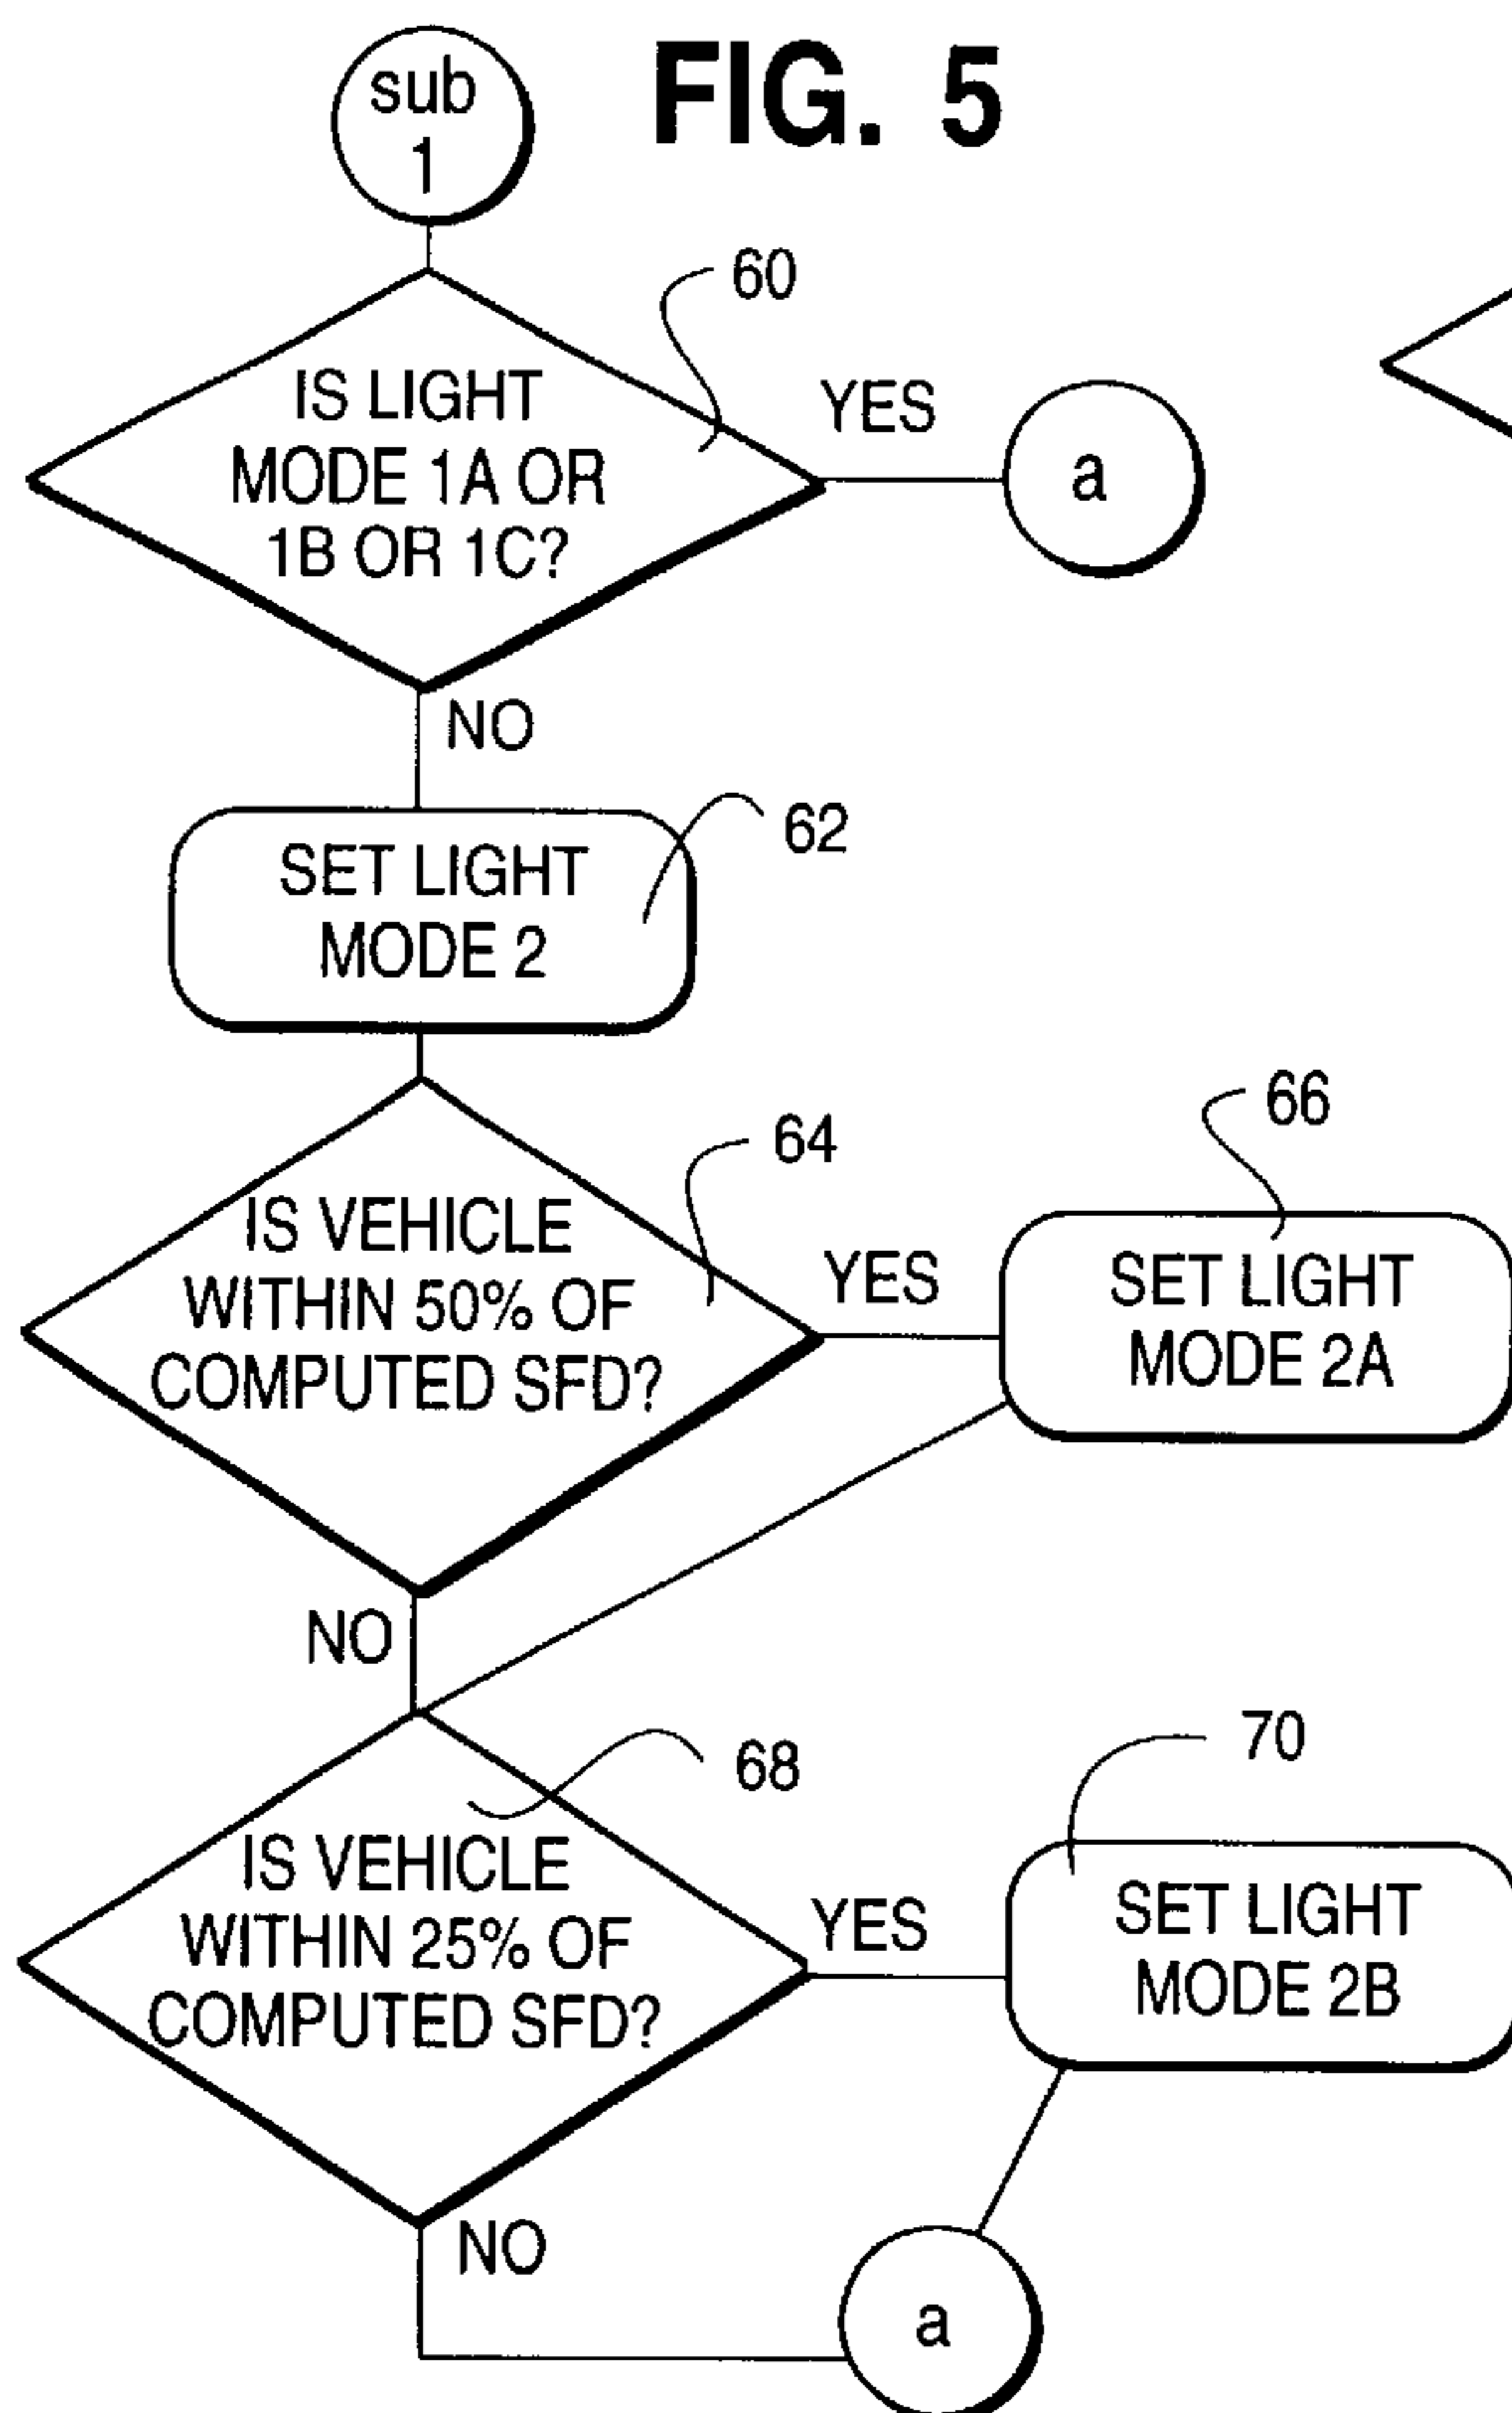 sub
1
FIG. 5
60
IS LIGHT
MODE 1A OR
1B OR 1C?
YES
a
NO
62
SET LIGHT
MODE 2
64
IS VEHICLE
WITHIN 50% OF
COMPUTED SFD?
YES
66
SET LIGHT
MODE 2A
NO
68
IS VEHICLE
WITHIN 25% OF
COMPUTED SFD?
YES
70
SET LIGHT
MODE 2B
NO
a